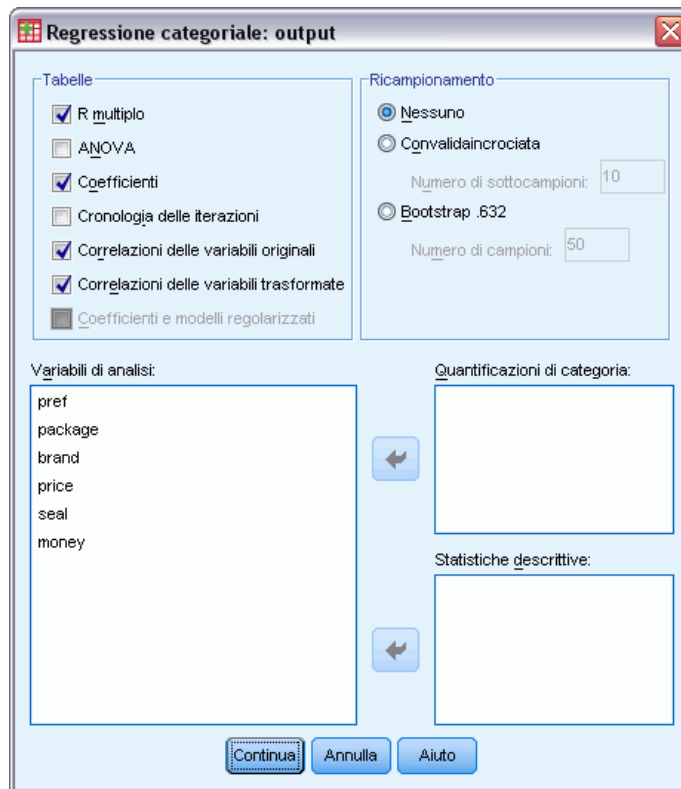 Regressione categoriale: output
Tabelle
R multiplo
ANOVA
Coefficienti
Cronologia delle iterazioni
Correlazioni delle variabili originali
Correlazioni delle variabili trasformate
Coefficienti e modelli regolarizzati
Ricampionamento
Nessuno
Convalidaincrociata
Numero di sottocampioni: 10
Bootstrap .632
Numero di campioni: 50
Variabili di analisi:
pref
package
brand
price
seal
money
Quantificazioni di categoria:
Statistiche descrittive:
Continua Annulla Aiuto